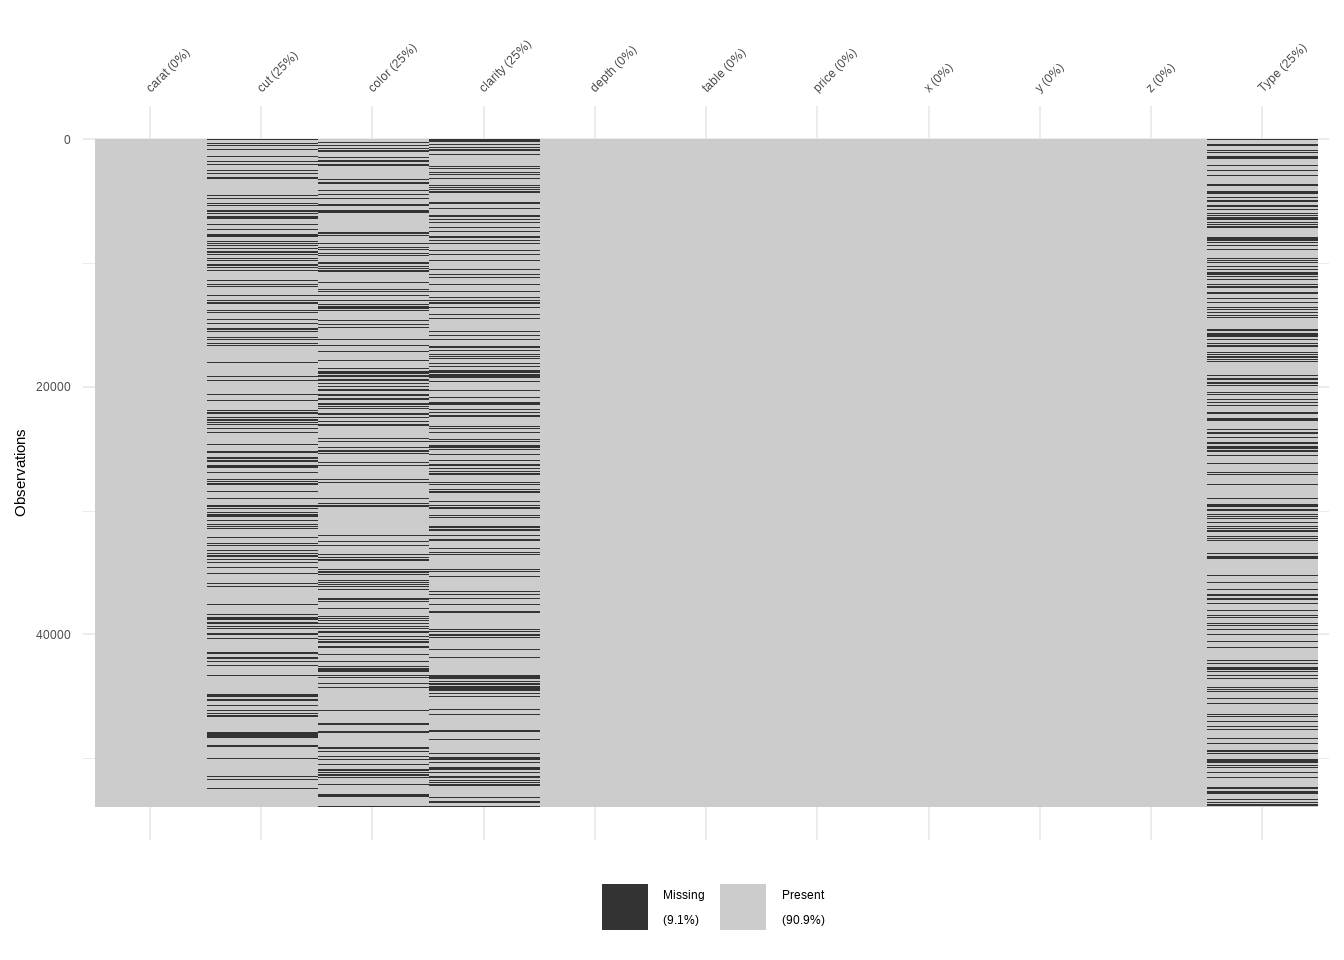 carat (0%)
cut (25%)
color (25%)
clarity (25%)
depth (0%)
table (0%)
price (0%)
x (0%)
y (0%)
z (0%)
Type (25%)
0
20000
40000
Observations
Missing
(9.1%)
Present
(90.9%)